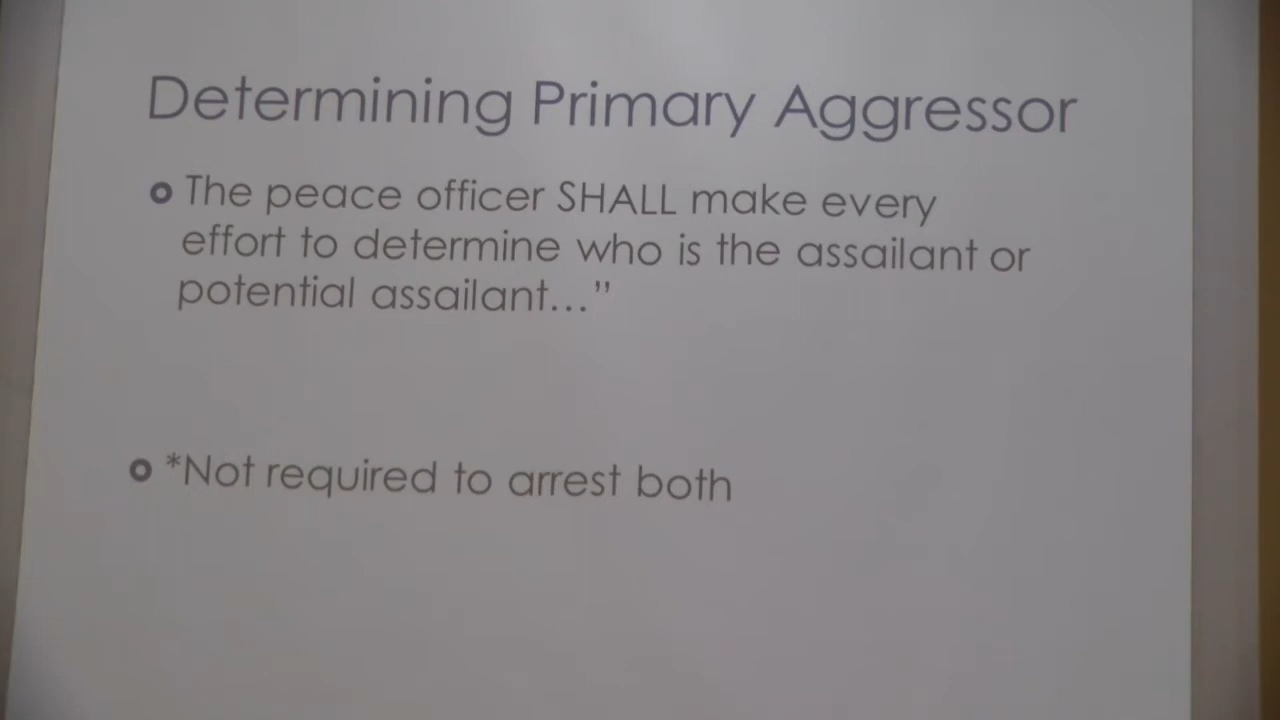 Determining Primary Aggressor
The peace officer SHALL make every
effort to determine who is the assailant or
potential assailant…”
*Not required to arrest both